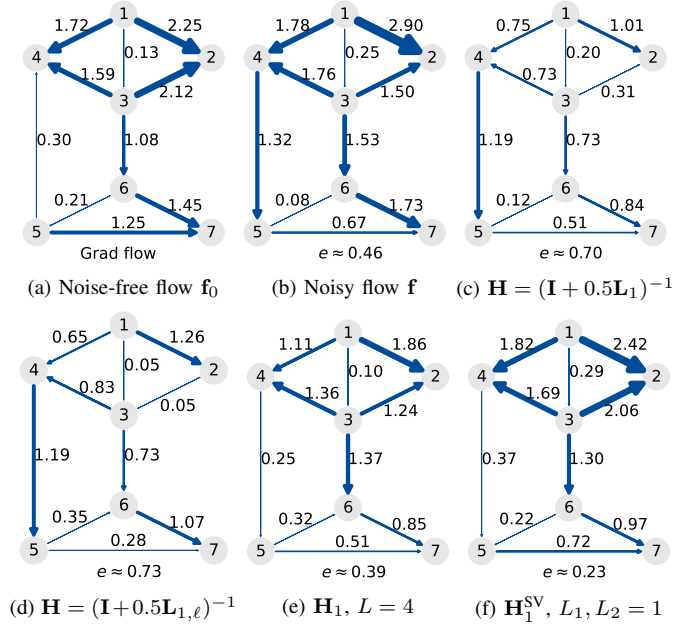 1 1 1
1.72 2.25 1.78 2.90 0.75 1.01
4 0.13 2 4 0.25 2 4 0.20 2
1.59 2.12 1.76 1.50 0.73 0.31
3 3 3
0.30 1.08 1.32 1.53 1.19 0.73
6 6 6
0.21 1.45 0.08 1.73 0.12 0.84
5 1.25 7 5 0.67 7 5 0.51 7
Grad flow e ≈ 0.46 e ≈ 0.70
(a) Noise-free flow f₀ (b) Noisy flow f (c) H = (I + 0.5L₁)⁻¹
1 1 1
0.65 1.26 1.11 1.86 1.82 2.42
4 0.05 2 4 0.10 2 4 0.29 2
0.83 0.05 1.36 1.24 1.69 2.06
3 3 3
1.19 0.73 0.25 1.37 0.37 1.30
6 6 6
0.35 1.07 0.32 0.85 0.22 0.97
5 0.28 7 5 0.51 7 5 0.72 7
e ≈ 0.73 e ≈ 0.39 e ≈ 0.23
(d) H = (I+0.5L₁,ℓ)⁻¹ (e) H₁, L = 4 (f) H₁ˢⱽ, L₁, L₂ = 1